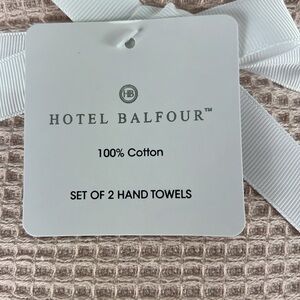 HB
HOTEL BALFOUR™
100% Cotton
SET OF 2 HAND TOWELS